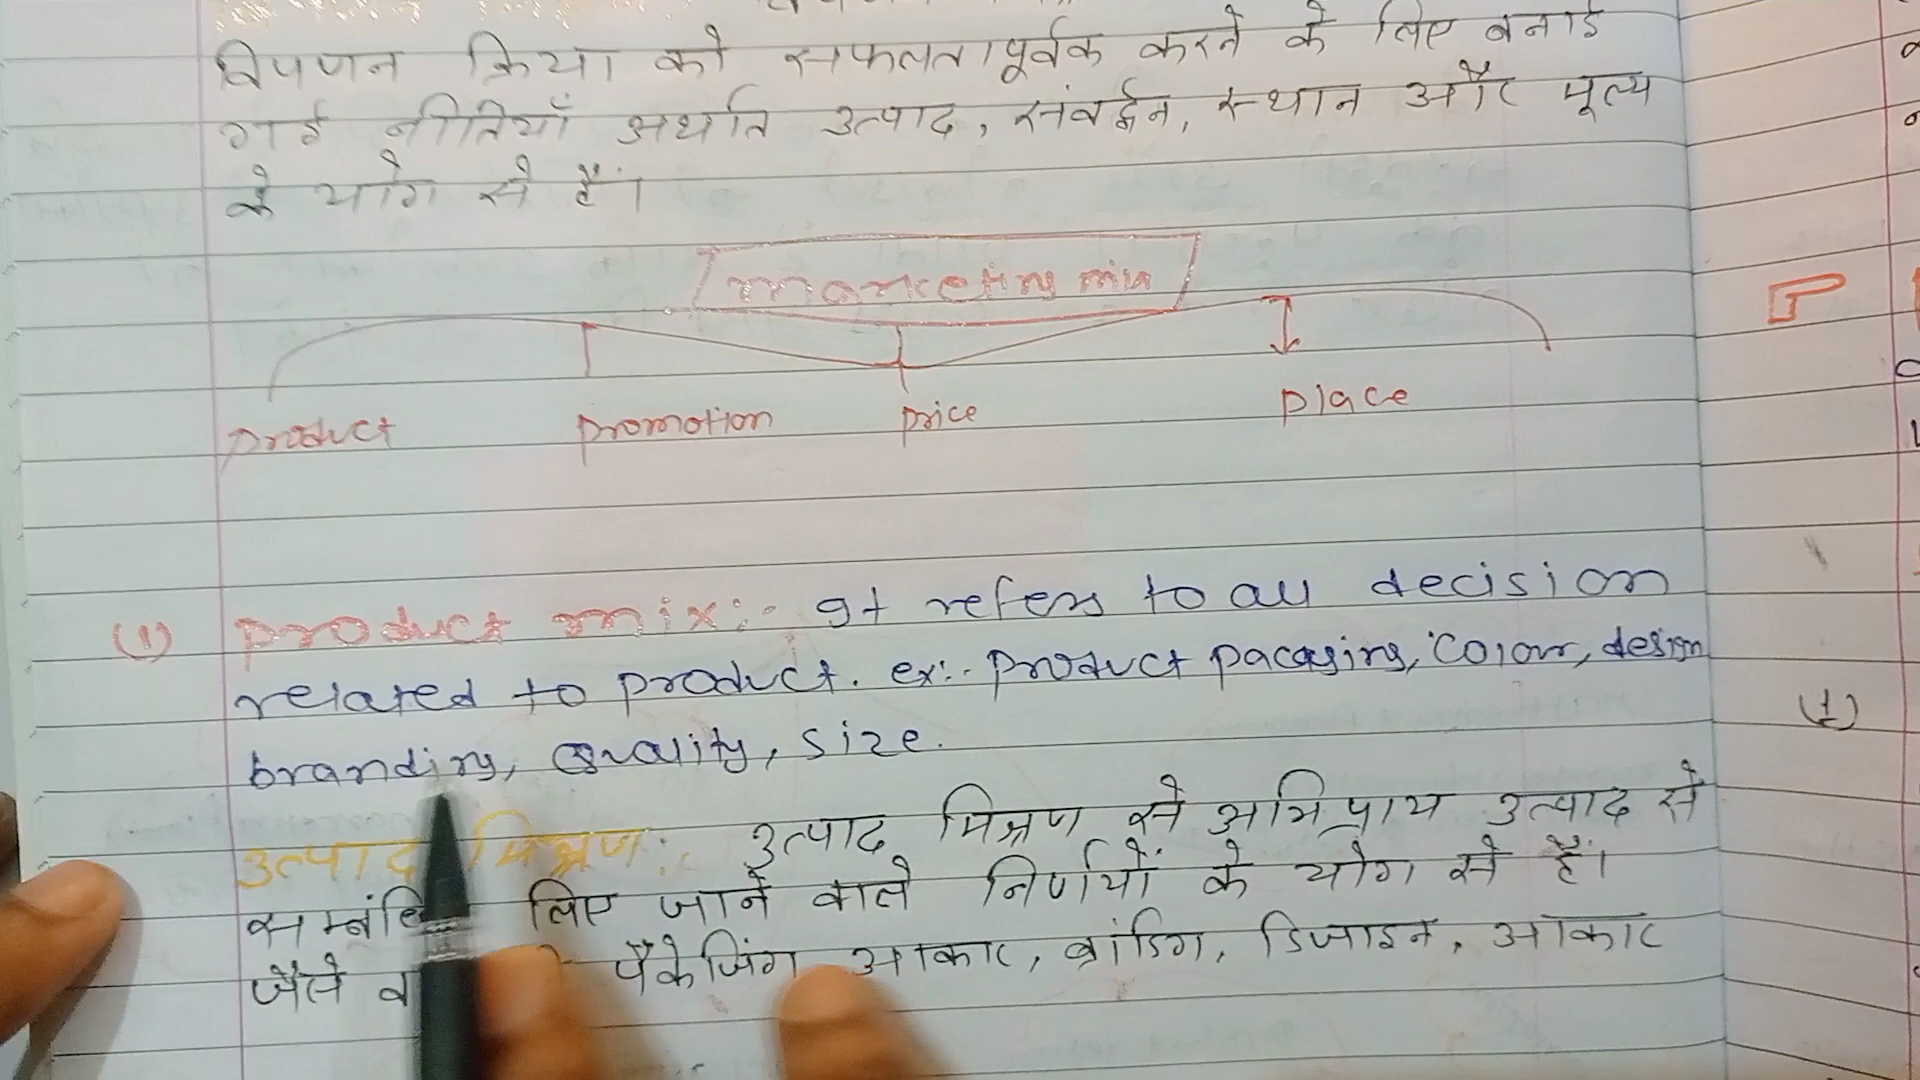 विपणन क्रिया को सफलतापूर्वक करने के लिए बनाई
गई नीतियाँ अर्थात उत्पाद, संवर्द्धन, स्थान और मूल्य
के योग से हैं।
Marketing mix
product promotion price place
(1) product mix:- It refers to all decision
related to product. ex:- product pacaging, colour, design
branding, quality, size.
उत्पाद मिश्रण:- उत्पाद मिश्रण से अभिप्राय उत्पाद से
लिए जाने वाले निर्णयों के योग से हैं।
जैसे पैकेजिंग आकार, ब्रांडिंग, डिजाइन, आकार